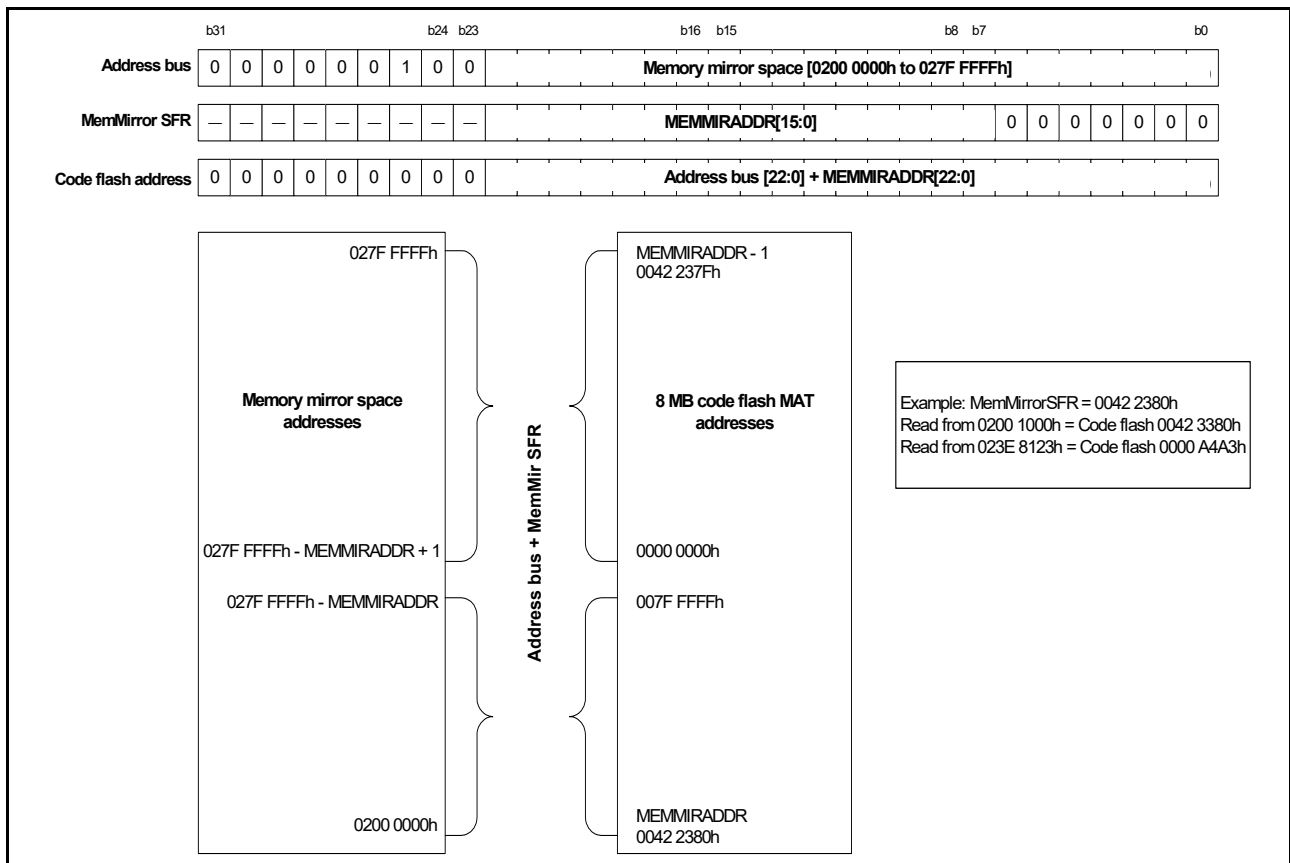 b31 b24 b23 b16 b15 b8 b7 b0
Address bus 0 0 0 0 0 0 1 0 0 Memory mirror space [0200 0000h to 027F FFFFh]
MemMirror SFR — — — — — — — — — MEMMIRADDR[15:0] 0 0 0 0 0 0 0
Code flash address 0 0 0 0 0 0 0 0 0 Address bus [22:0] + MEMMIRADDR[22:0]
027F FFFFh
Memory mirror space
addresses
027F FFFFh - MEMMIRADDR + 1
027F FFFFh - MEMMIRADDR
0200 0000h
Address bus + MemMir SFR
MEMMIRADDR - 1
0042 237Fh
8 MB code flash MAT
addresses
0000 0000h
007F FFFFh
MEMMIRADDR
0042 2380h
Example: MemMirrorSFR = 0042 2380h
Read from 0200 1000h = Code flash 0042 3380h
Read from 023E 8123h = Code flash 0000 A4A3h